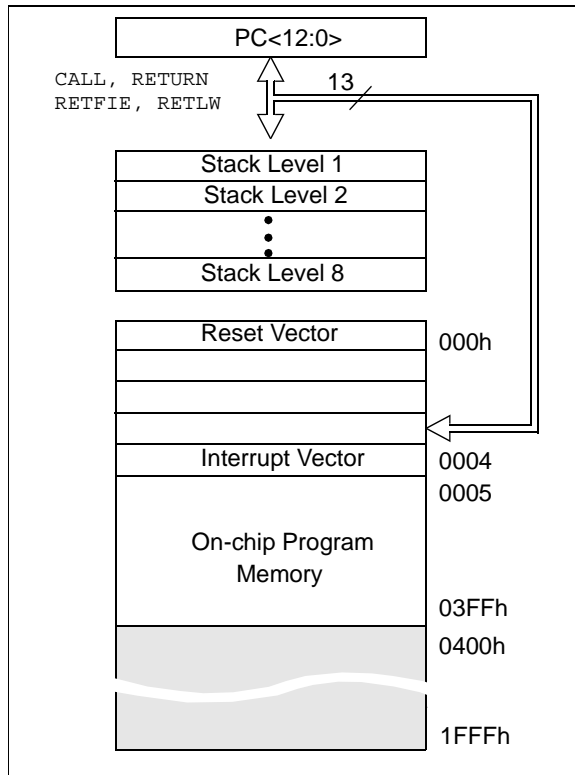 PC<12:0>
CALL, RETURN
RETFIE, RETLW
13
Stack Level 1
Stack Level 2
Stack Level 8
Reset Vector
000h
Interrupt Vector
0004
0005
On-chip Program
Memory
03FFh
0400h
1FFFh